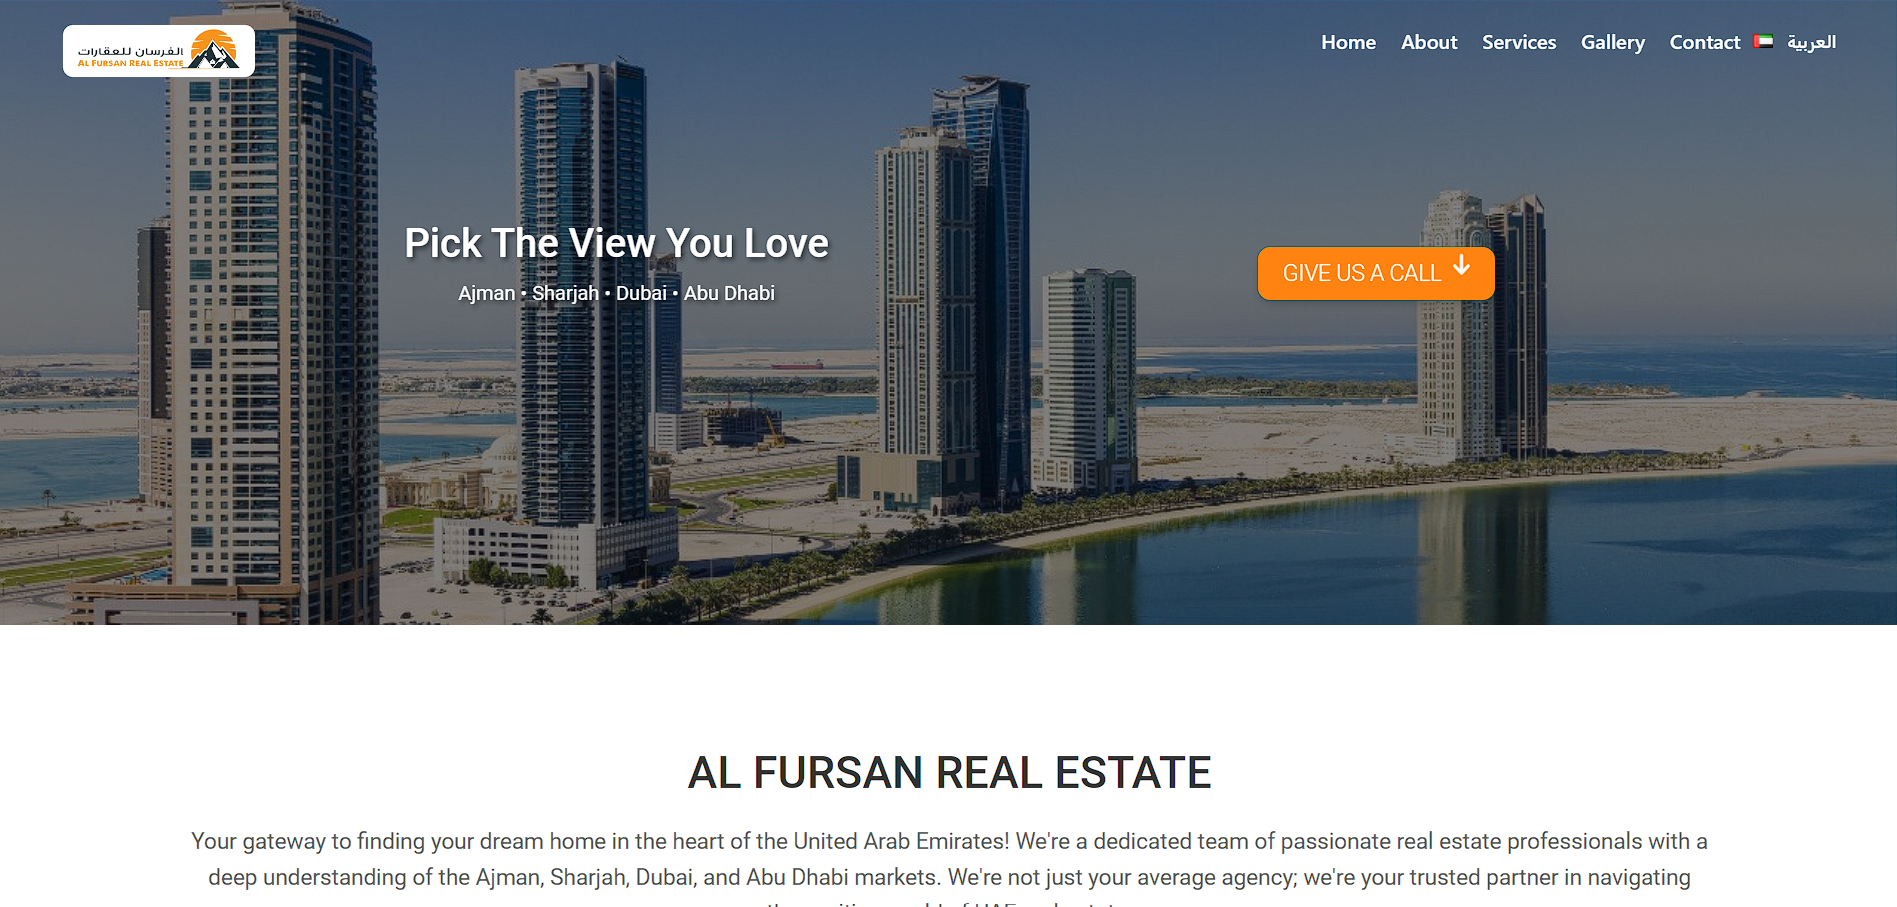 الفرسان للعقارات
AL FURSAN REAL ESTATE
Home About Services Gallery Contact العربية
Pick The View You Love
Ajman • Sharjah • Dubai • Abu Dhabi
GIVE US A CALL
AL FURSAN REAL ESTATE
Your gateway to finding your dream home in the heart of the United Arab Emirates! We're a dedicated team of passionate real estate professionals with a
deep understanding of the Ajman, Sharjah, Dubai, and Abu Dhabi markets. We're not just your average agency; we're your trusted partner in navigating